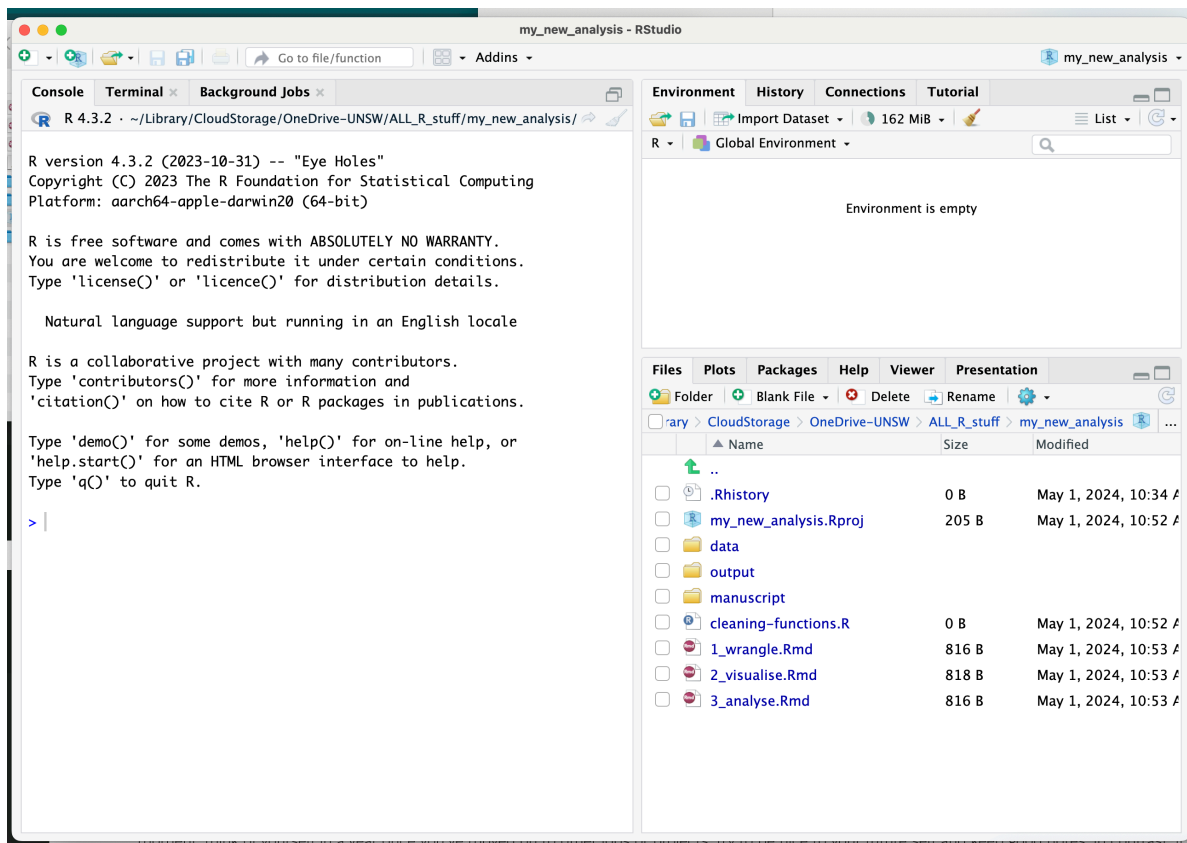 my_new_analysis - RStudio
Go to file/function
Addins
my_new_analysis
Console Terminal Background Jobs
R 4.3.2 · ~/Library/CloudStorage/OneDrive-UNSW/ALL_R_stuff/my_new_analysis/
R version 4.3.2 (2023-10-31) -- "Eye Holes"
Copyright (C) 2023 The R Foundation for Statistical Computing
Platform: aarch64-apple-darwin20 (64-bit)
R is free software and comes with ABSOLUTELY NO WARRANTY.
You are welcome to redistribute it under certain conditions.
Type 'license()' or 'licence()' for distribution details.
Natural language support but running in an English locale
R is a collaborative project with many contributors.
Type 'contributors()' for more information and
'citation()' on how to cite R or R packages in publications.
Type 'demo()' for some demos, 'help()' for on-line help, or
'help.start()' for an HTML browser interface to help.
Type 'q()' to quit R.
>
Environment History Connections Tutorial
Import Dataset 162 MiB List
R Global Environment
Environment is empty
Files Plots Packages Help Viewer Presentation
Folder Blank File Delete Rename
rary > CloudStorage > OneDrive-UNSW > ALL_R_stuff > my_new_analysis ...
Name Size Modified
..
.Rhistory 0 B May 1, 2024, 10:34 A
my_new_analysis.Rproj 205 B May 1, 2024, 10:52 A
data
output
manuscript
cleaning-functions.R 0 B May 1, 2024, 10:52 A
1_wrangle.Rmd 816 B May 1, 2024, 10:53 A
2_visualise.Rmd 818 B May 1, 2024, 10:53 A
3_analyse.Rmd 816 B May 1, 2024, 10:53 A